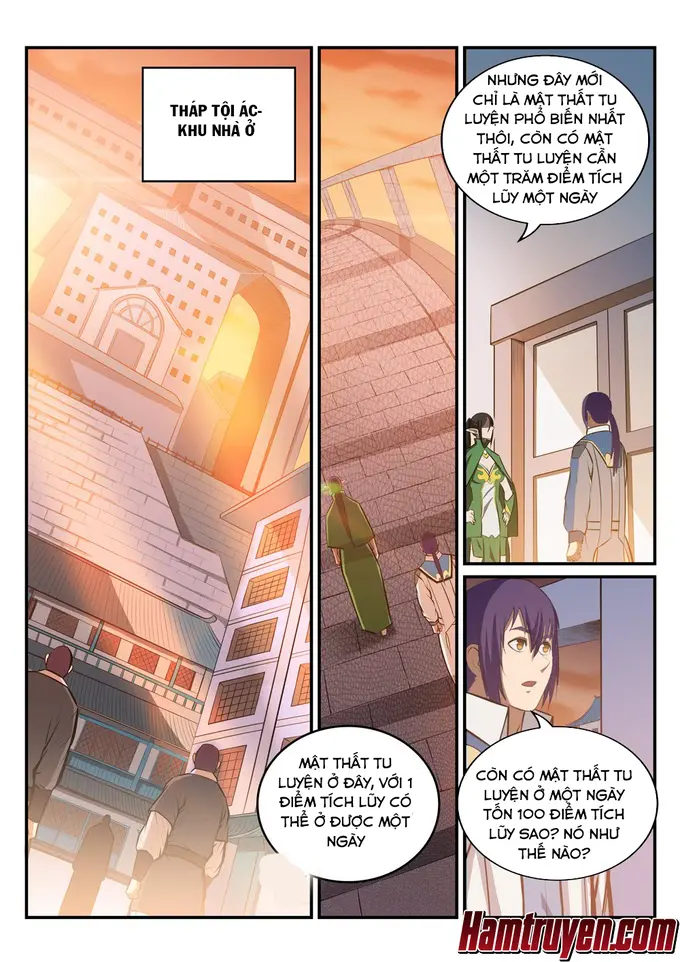 THÁP TỘI ÁC-
KHU NHÀ Ở
MẬT THẤT TU
LUYỆN Ở ĐÂY, VỚI 1
ĐIỂM TÍCH LŨY CÓ
THỂ Ở ĐƯỢC MỘT
NGÀY
NHƯNG ĐÂY MỚI
CHỈ LÀ MẬT THẤT TU
LUYỆN PHỔ BIẾN NHẤT
THÔI, CÒN CÓ MẬT
THẤT TU LUYỆN CẦN
MỘT TRĂM ĐIỂM TÍCH
LŨY MỘT NGÀY
CÒN CÓ MẬT THẤT TU
LUYỆN Ở MỘT NGÀY
TỐN 100 ĐIỂM TÍCH
LŨY SAO? NÓ NHƯ
THẾ NÀO?
Hamtruyen.com